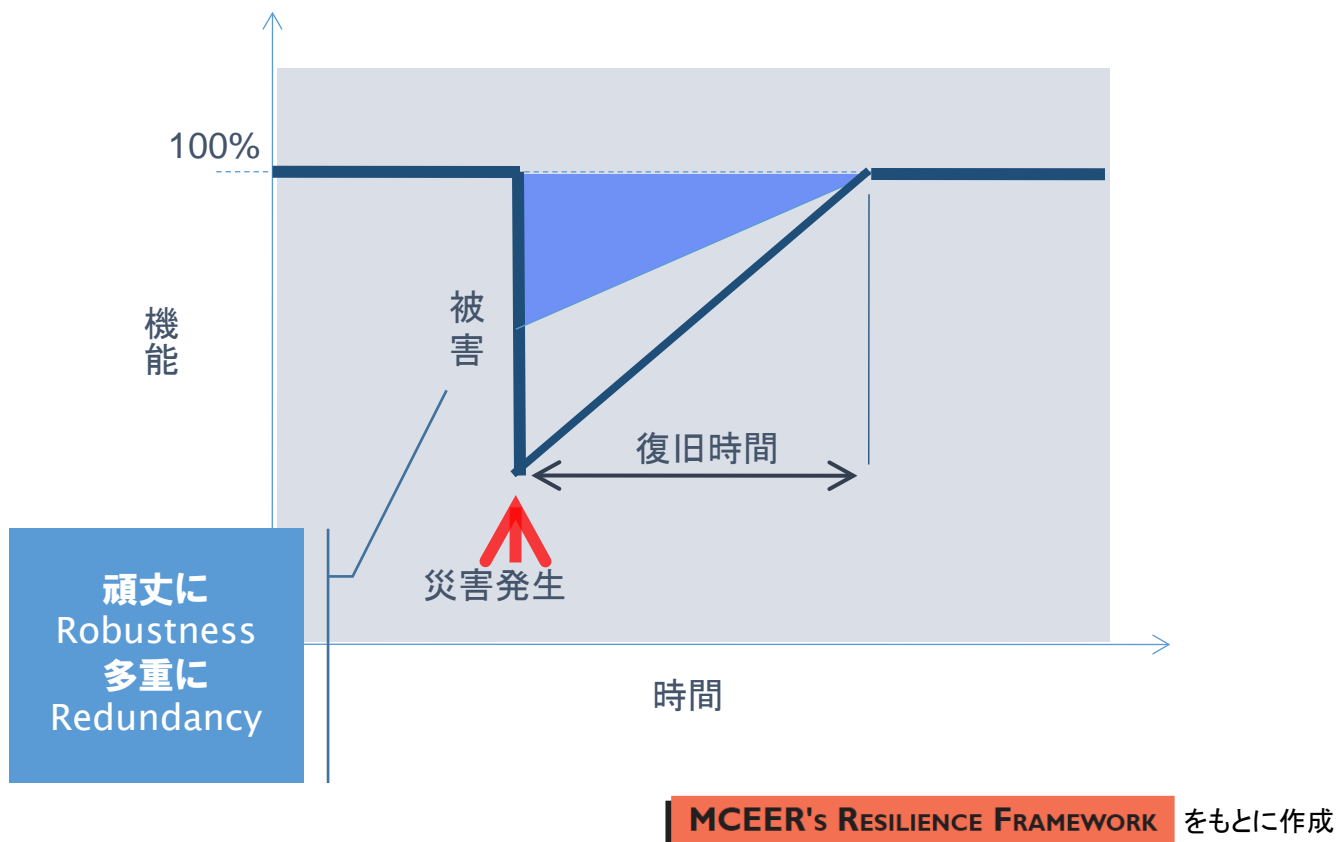 100%
機能
被害
復旧時間
災害発生
頑丈に
Robustness
多重に
Redundancy
時間
MCEER's RESILIENCE FRAMEWORK をもとに作成